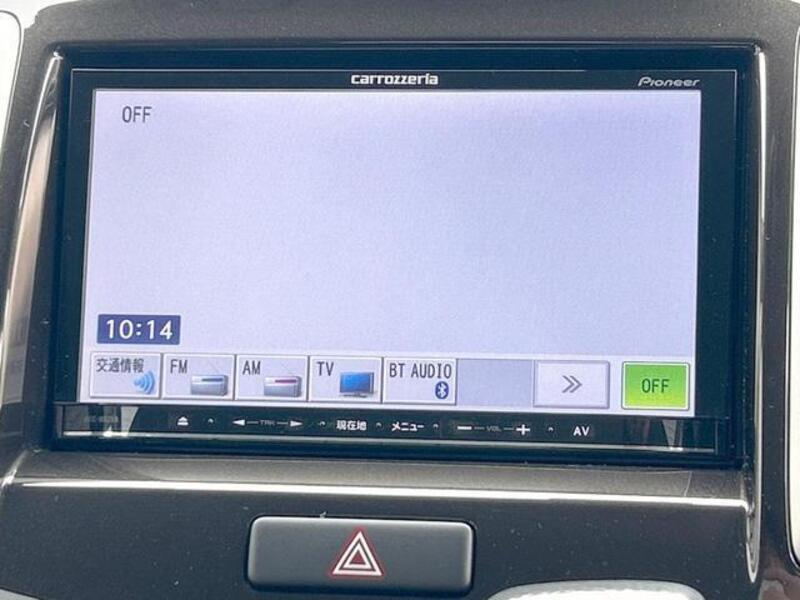 carrozzeria
Pioneer
OFF
10:14
交通情報 FM AM TV BT AUDIO OFF
TRK 現在地 メニュー VOL AV